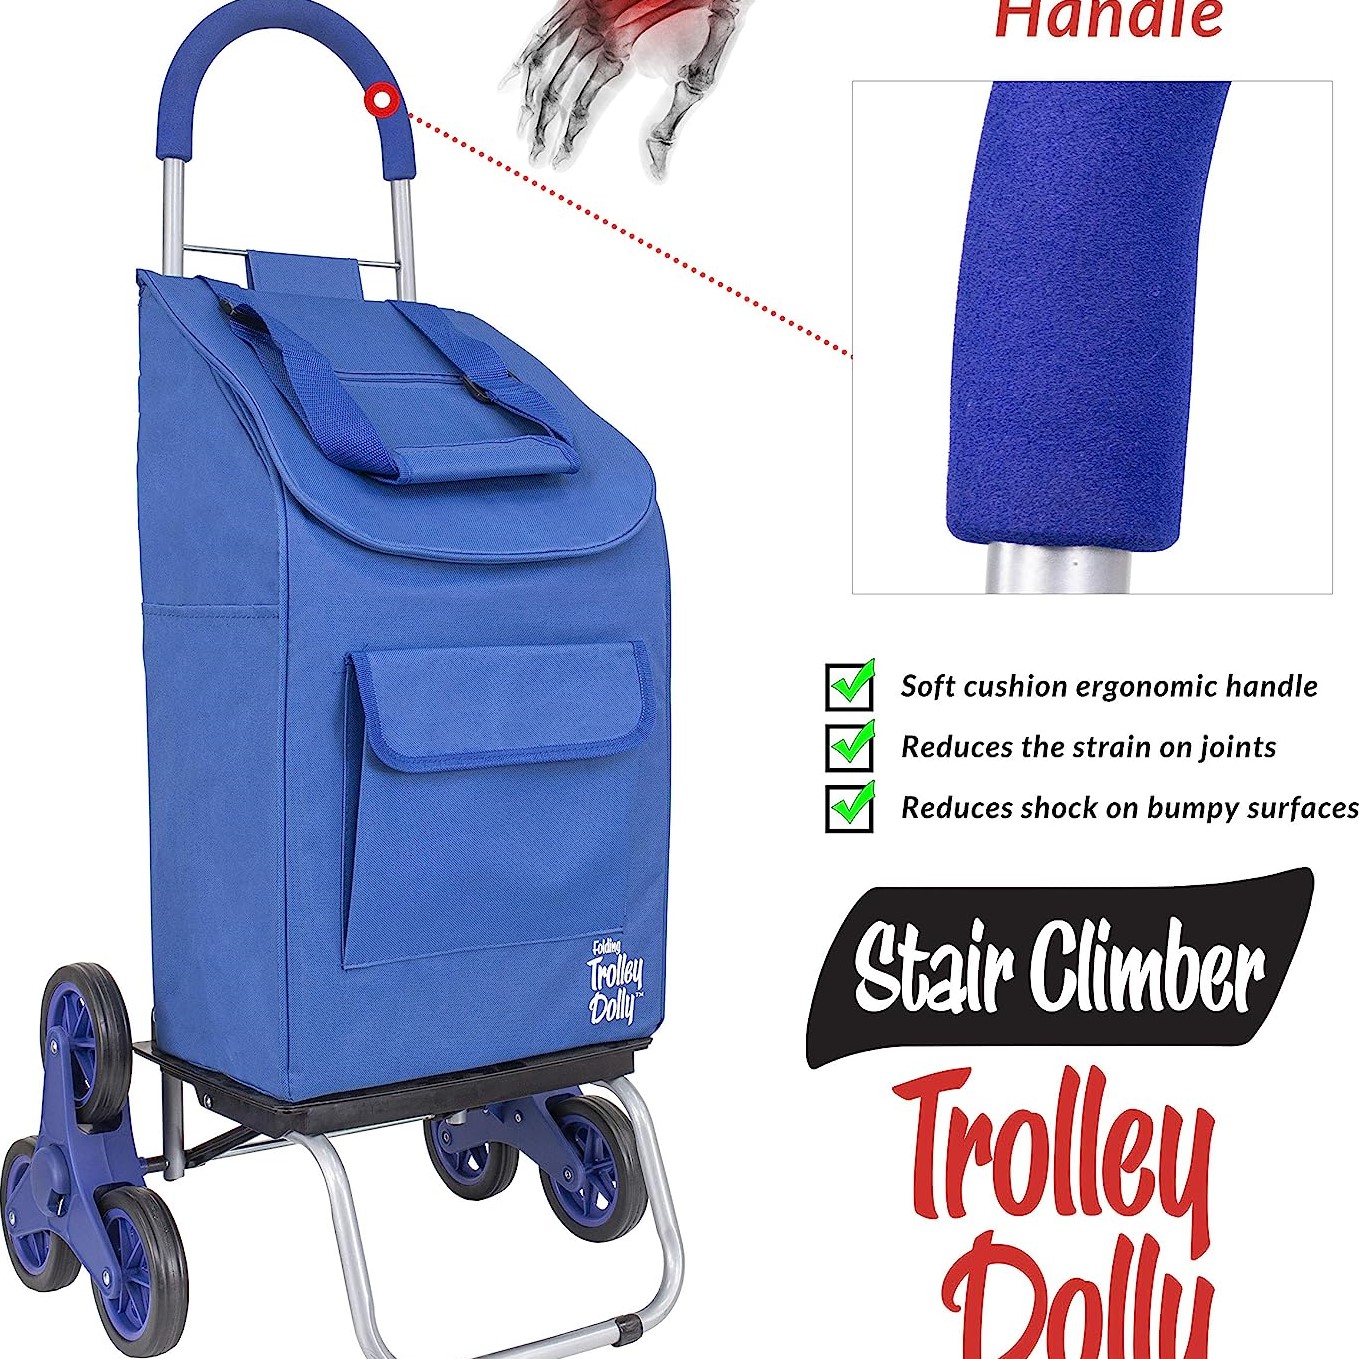 Handle
Soft cushion ergonomic handle
Reduces the strain on joints
Reduces shock on bumpy surfaces
Folding
Trolley
Dolly™
Stair Climber
Trolley
Dolly